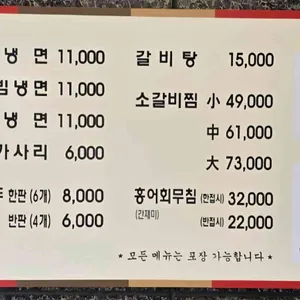 냉 면 11,000
빔 냉 면 11,000
냉 면 11,000
가사리 6,000
한판 (6개) 8,000
반판 (4개) 6,000
갈 비 탕 15,000
소갈비찜 小 49,000
中 61,000
大 73,000
홍어회무침 (한접시) 32,000
(간재미) (반접시) 22,000
* 모든 메뉴는 포장 가능합니다 *